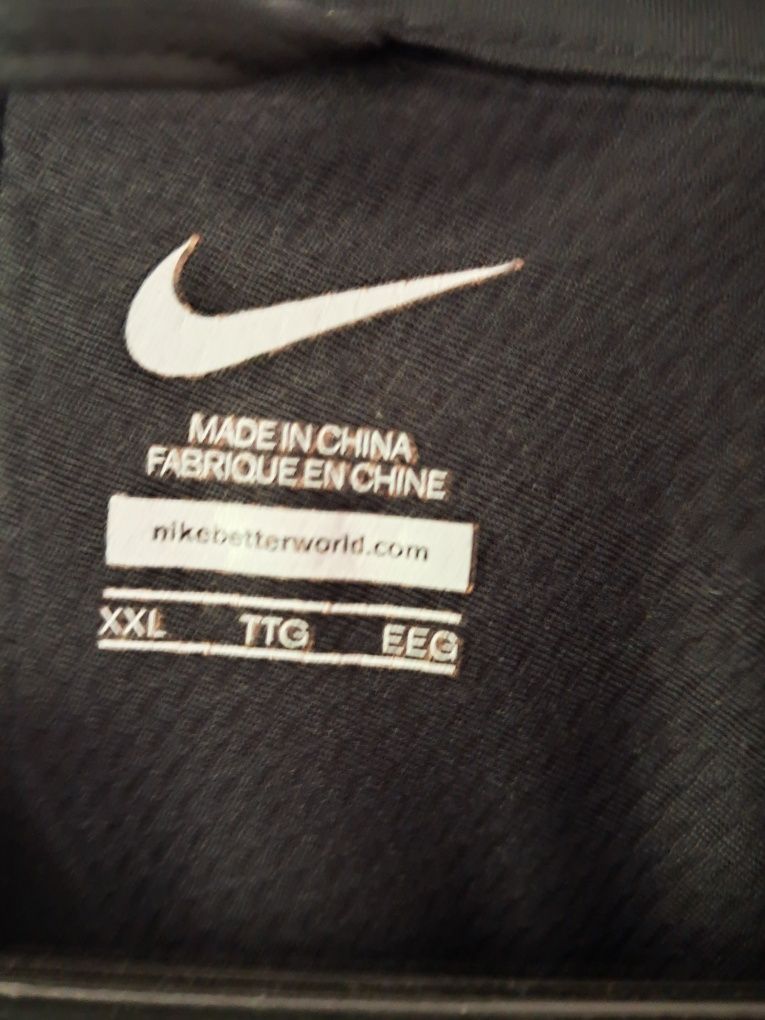 MADE IN CHINA
FABRIQUE EN CHINE
nikebetterworld.com
XXL TTG EEG